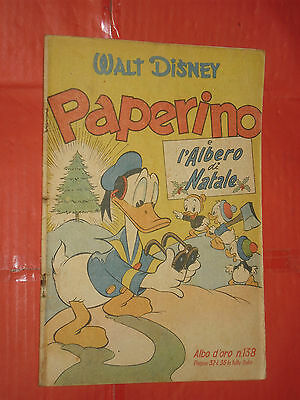 WALT DISNEY
Paperino
e
l'Albero
di
Natale
Albo d'oro n.138